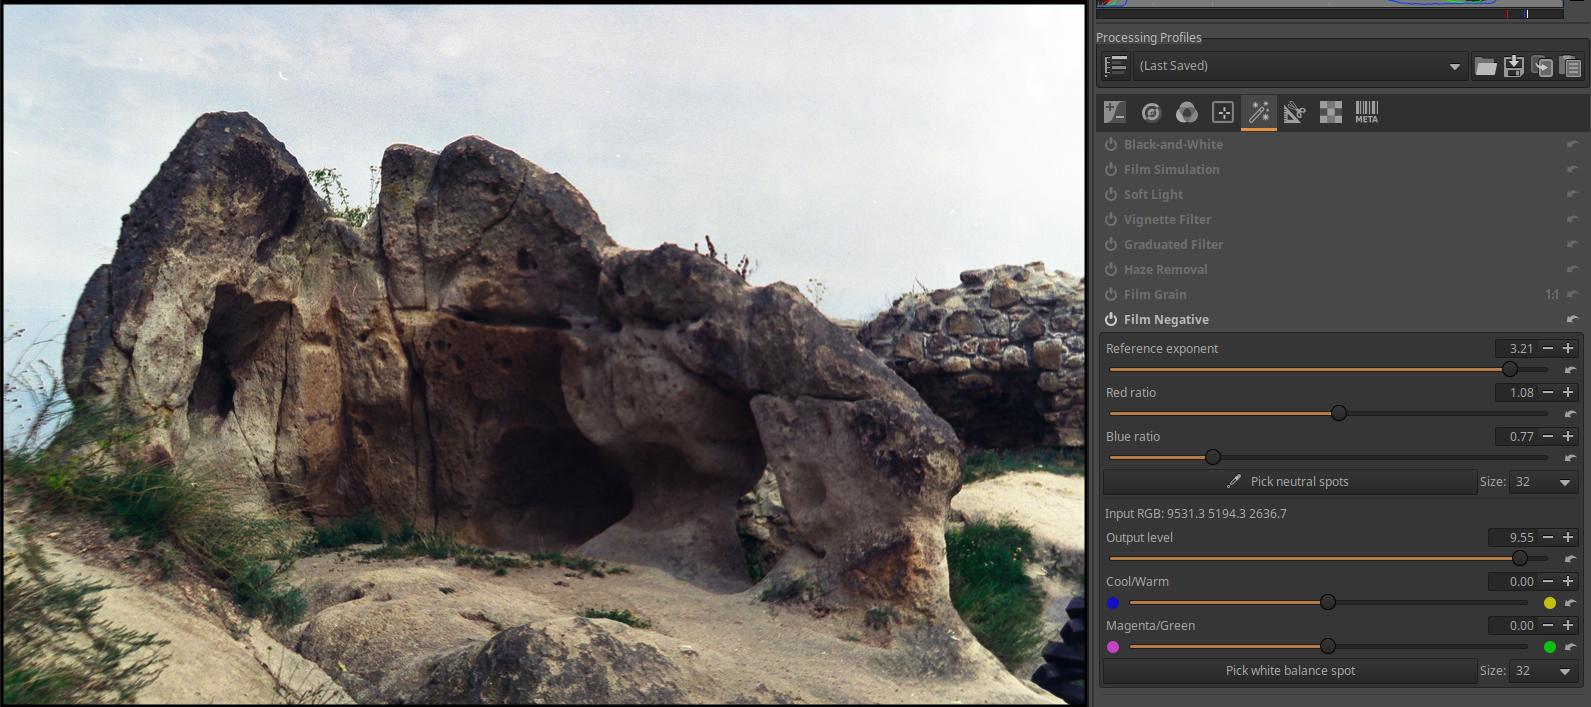 Processing Profiles
(Last Saved)
META
Black-and-White
Film Simulation
Soft Light
Vignette Filter
Graduated Filter
Haze Removal
Film Grain 1:1
Film Negative
Reference exponent 3.21
Red ratio 1.08
Blue ratio 0.77
Pick neutral spots Size: 32
Input RGB: 9531.3 5194.3 2636.7
Output level 9.55
Cool/Warm 0.00
Magenta/Green 0.00
Pick white balance spot Size: 32